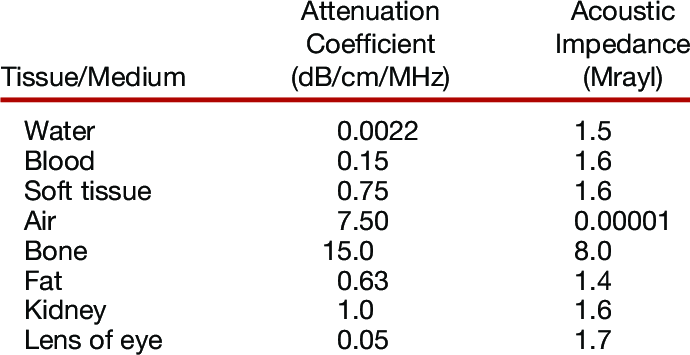 Attenuation Acoustic
Coefficient Impedance
Tissue/Medium (dB/cm/MHz) (Mrayl)
Water 0.0022 1.5
Blood 0.15 1.6
Soft tissue 0.75 1.6
Air 7.50 0.00001
Bone 15.0 8.0
Fat 0.63 1.4
Kidney 1.0 1.6
Lens of eye 0.05 1.7